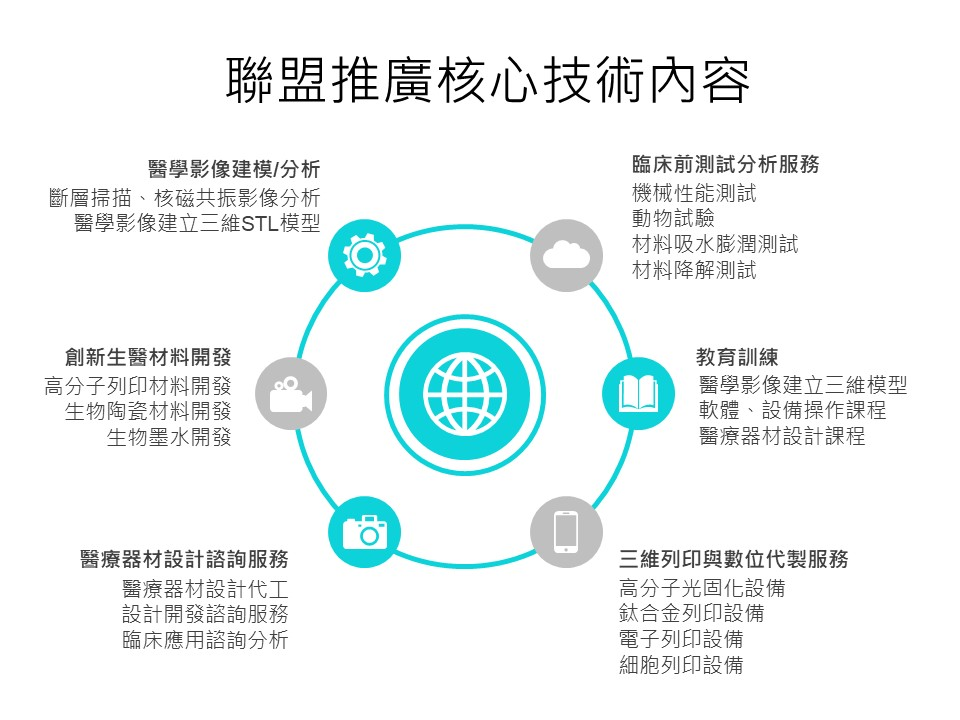 聯盟推廣核心技術內容
醫學影像建模/分析
斷層掃描、核磁共振影像分析
醫學影像建立三維STL模型
臨床前測試分析服務
機械性能測試
動物試驗
材料吸水膨潤測試
材料降解測試
創新生醫材料開發
高分子列印材料開發
生物陶瓷材料開發
生物墨水開發
教育訓練
醫學影像建立三維模型
軟體、設備操作課程
醫療器材設計課程
醫療器材設計諮詢服務
醫療器材設計代工
設計開發諮詢服務
臨床應用諮詢分析
三維列印與數位代製服務
高分子光固化設備
鈦合金列印設備
電子列印設備
細胞列印設備